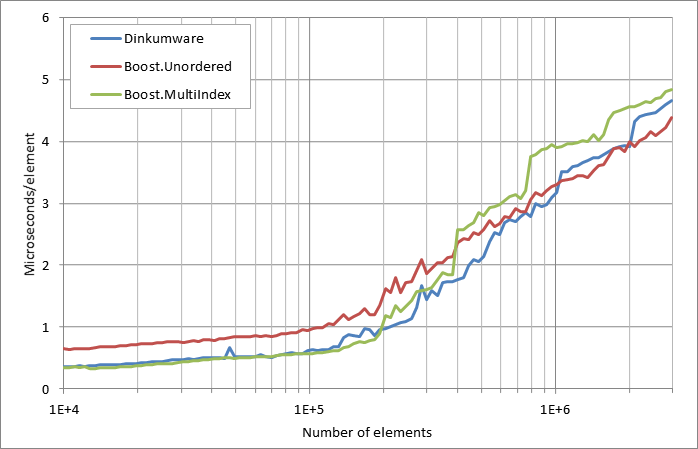 6
Dinkumware
Boost.Unordered
Boost.MultiIndex
5
4
3
2
1
0
Microseconds/element
1E+4
1E+5
1E+6
Number of elements